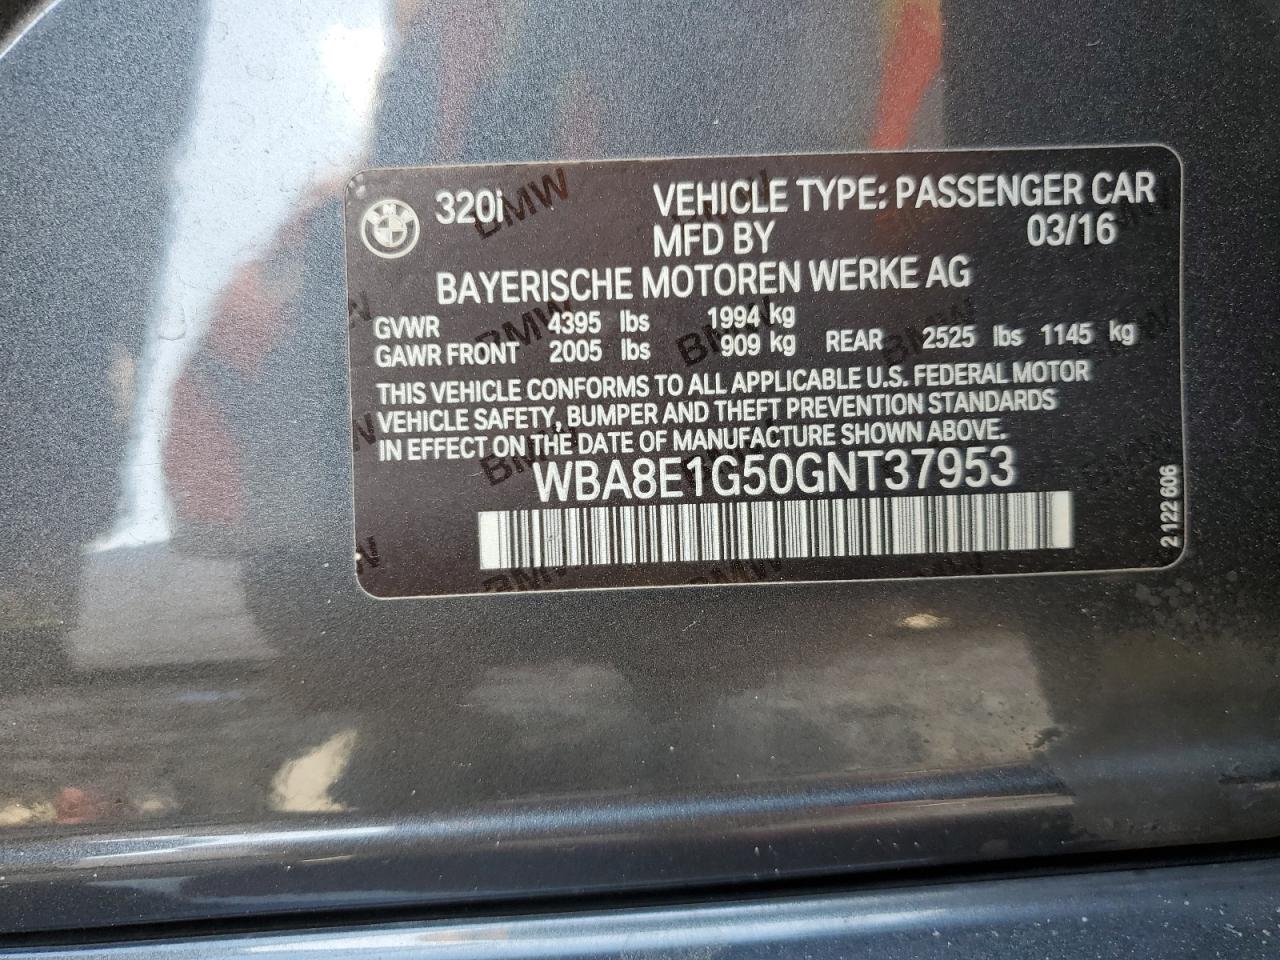 320i VEHICLE TYPE: PASSENGER CAR
MFD BY 03/16
BAYERISCHE MOTOREN WERKE AG
GVWR 4395 lbs 1994 kg
GAWR FRONT 2005 lbs 909 kg REAR 2525 lbs 1145 kg
THIS VEHICLE CONFORMS TO ALL APPLICABLE U.S. FEDERAL MOTOR
VEHICLE SAFETY, BUMPER AND THEFT PREVENTION STANDARDS
IN EFFECT ON THE DATE OF MANUFACTURE SHOWN ABOVE.
WBA8E1G50GNT37953
2 122 606